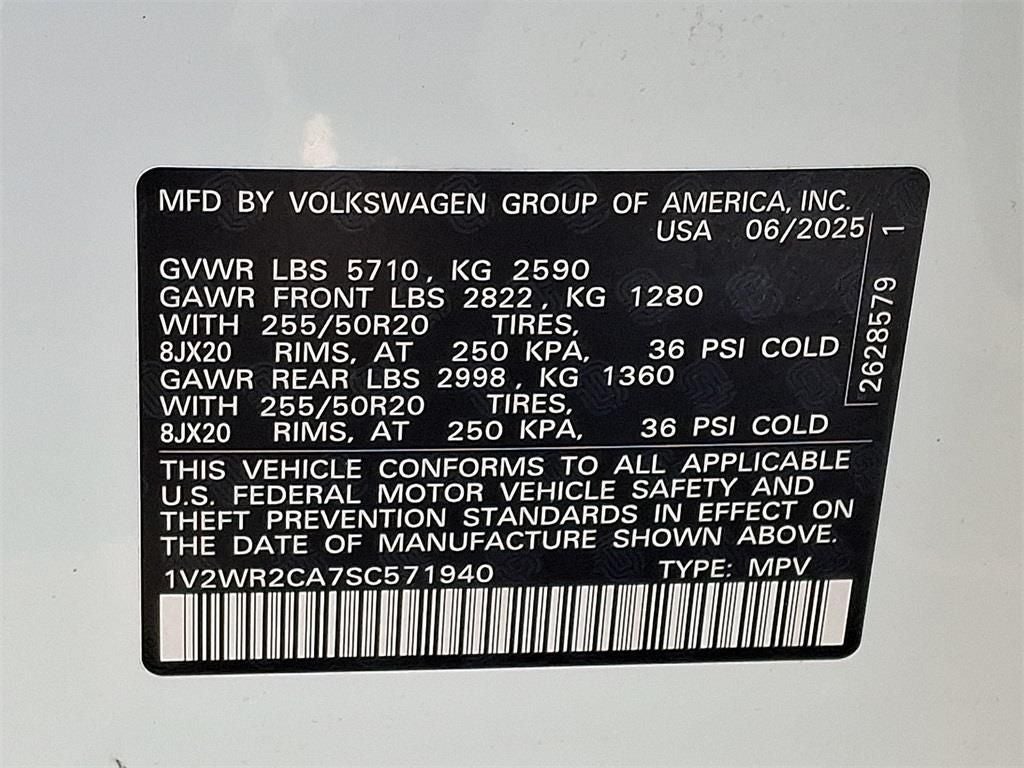 MFD BY VOLKSWAGEN GROUP OF AMERICA, INC.
USA 06/2025
GVWR LBS 5710, KG 2590
GAWR FRONT LBS 2822, KG 1280
WITH 255/50R20 TIRES,
8JX20 RIMS, AT 250 KPA, 36 PSI COLD
GAWR REAR LBS 2998, KG 1360
WITH 255/50R20 TIRES,
8JX20 RIMS, AT 250 KPA, 36 PSI COLD
2628579 1
THIS VEHICLE CONFORMS TO ALL APPLICABLE
U.S. FEDERAL MOTOR VEHICLE SAFETY AND
THEFT PREVENTION STANDARDS IN EFFECT ON
THE DATE OF MANUFACTURE SHOWN ABOVE.
1V2WR2CA7SC571940 TYPE: MPV